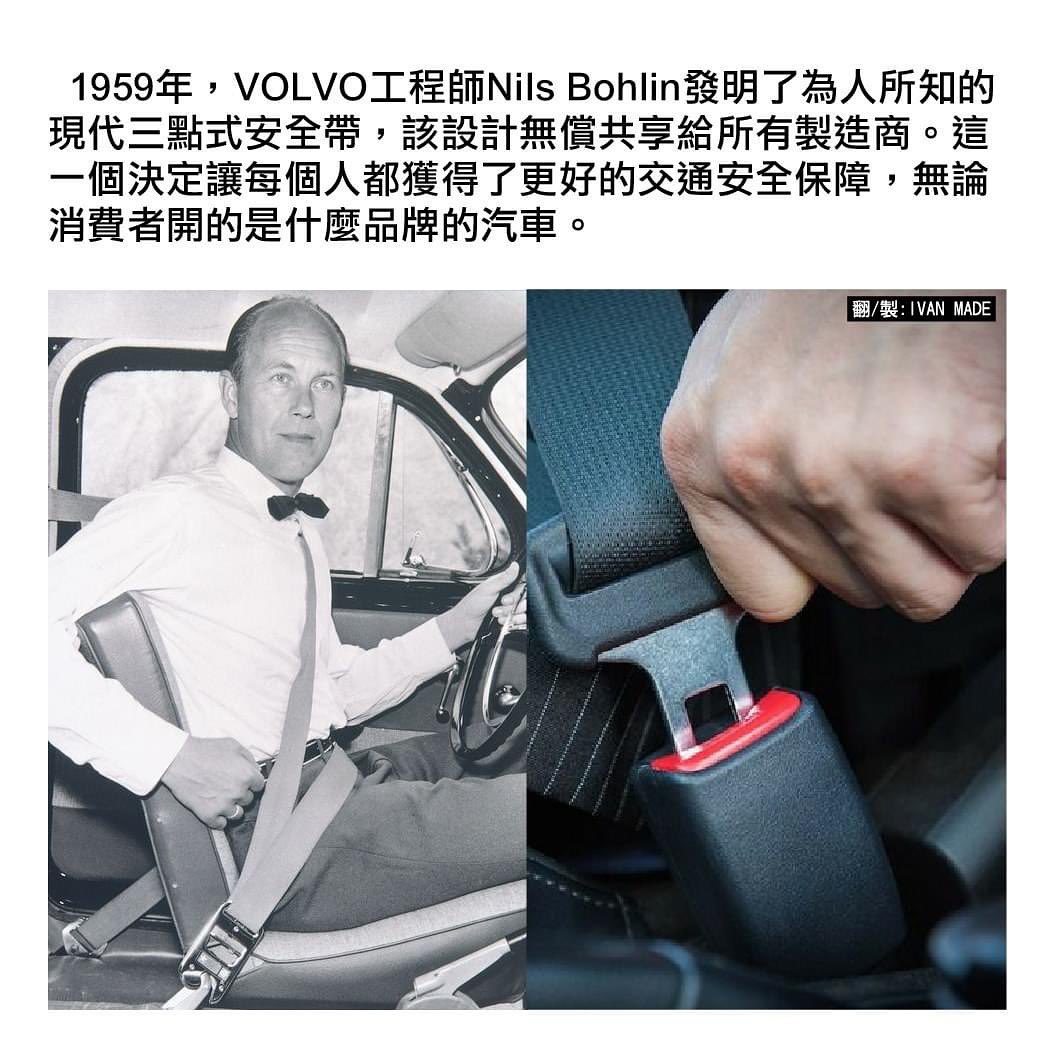 1959年，VOLVO工程師Nils Bohlin發明了為人所知的
現代三點式安全帶，該設計無償共享給所有製造商。這
一個決定讓每個人都獲得了更好的交通安全保障，無論
消費者開的是什麼品牌的汽車。
翻/製:IVAN MADE